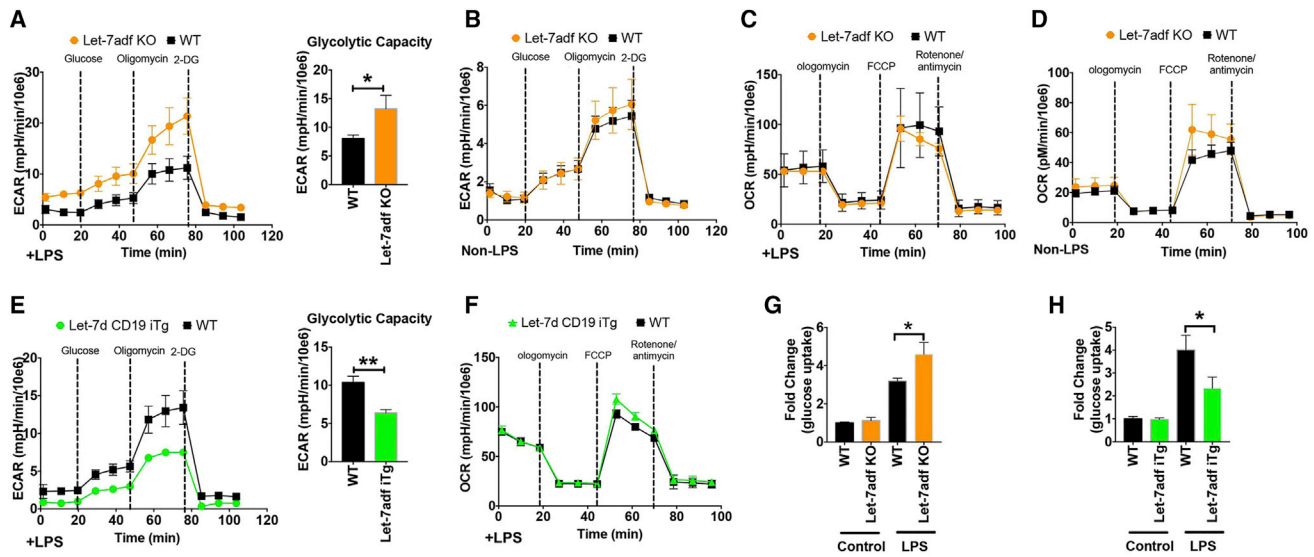 A
Let-7adf KO WT
Glucose Oligomycin 2-DG
ECAR (mpH/min/10e6)
30
20
10
0
0 20 40 60 80 100 120
Time (min)
+LPS
Glycolytic Capacity
*
ECAR (mpH/min/10e6)
20
15
10
5
0
WT
Let-7adf KO
B
Let-7adf KO WT
Glucose Oligomycin 2-DG
ECAR (mpH/min/10e6)
8
6
4
2
0
0 20 40 60 80 100 120
Time (min)
Non-LPS
C
Let-7adf KO WT
ologomycin FCCP Rotenone/
antimycin
OCR (mpH/min/10e6)
150
100
50
0
0 20 40 60 80 100
Time (min)
+LPS
D
Let-7adf KO WT
ologomycin FCCP Rotenone/
antimycin
OCR (pM/min/10e6)
100
80
60
40
20
0
0 20 40 60 80 100
Time (min)
Non-LPS
E
Let-7d CD19 iTg WT
Glucose Oligomycin 2-DG
ECAR (mpH/min/10e6)
20
15
10
5
0
0 20 40 60 80 100 120
Time (min)
+LPS
Glycolytic Capacity
**
ECAR (mpH/min/10e6)
15
10
5
0
WT
Let-7adf iTg
F
Let-7d CD19 iTg WT
ologomycin FCCP Rotenone/
antimycin
OCR (mpH/min/10e6)
150
100
50
0
0 20 40 60 80 100
Time (min)
+LPS
G
*
Fold Change
(glucose uptake)
8
6
4
2
0
WT
Let-7adf KO
WT
Let-7adf KO
Control LPS
H
*
Fold Change
(glucose uptake)
6
5
4
3
2
1
0
WT
Let-7adf iTg
WT
Let-7adf iTg
Control LPS